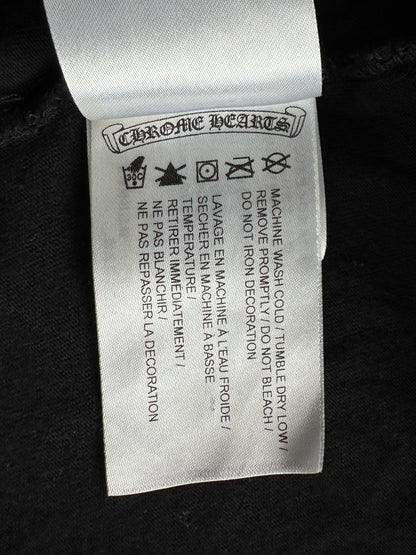 CHROME HEARTS
30C
MACHINE WASH COLD / TUMBLE DRY LOW /
REMOVE PROMPTLY / DO NOT BLEACH /
DO NOT IRON DECORATION
LAVAGE EN MACHINE À L'EAU FROIDE /
SECHER EN MACHINE A BASSE
TEMPERATURE /
RETIRER IMMÉDIATEMENT /
NE PAS BLANCHIR /
NE PAS REPASSER LA DECORATION